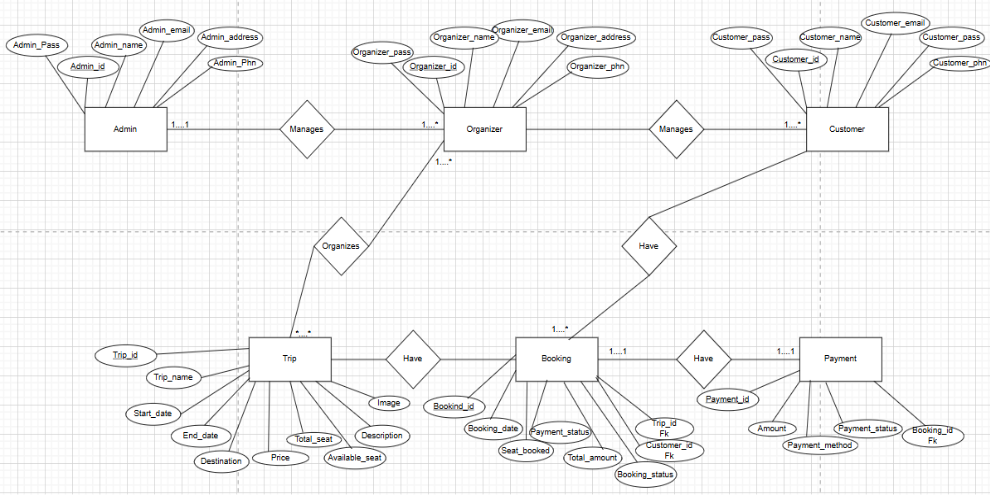 Admin_Pass
Admin_name
Admin_email
Admin_address
Admin_id
Admin_Phn
Organizer_pass
Organizer_name
Organizer_email
Organizer_address
Organizer_id
Organizer_phn
Customer_pass
Customer_name
Customer_email
Customer_pass
Customer_id
Customer_phn
Admin
1....1
Manages
1....*
Organizer
Manages
1....*
Customer
1....*
Organizes
Have
*....*
1....*
Trip
Have
Booking
1....1
Have
1....1
Payment
Trip_id
Trip_name
Start_date
End_date
Destination
Price
Total_seat
Available_seat
Description
Image
Bookind_id
Booking_date
Seat_booked
Payment_status
Total_amount
Booking_status
Customer_id
Fk
Trip_id
Fk
Payment_id
Amount
Payment_method
Payment_status
Booking_id
Fk